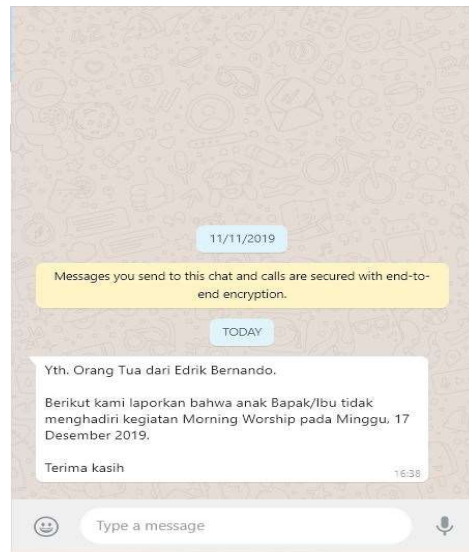 11/11/2019
Messages you send to this chat and calls are secured with end-to-
end encryption.
TODAY
Yth. Orang Tua dari Edrik Bernando.
Berikut kami laporkan bahwa anak Bapak/Ibu tidak
menghadiri kegiatan Morning Worship pada Minggu, 17
Desember 2019.
Terima kasih
16:38
Type a message